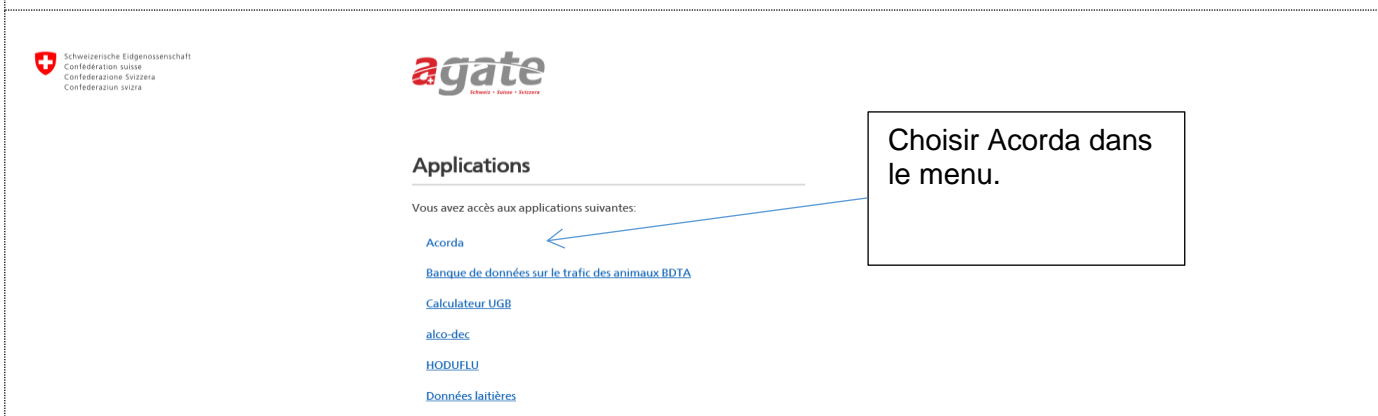 Schweizerische Eidgenossenschaft
Confédération suisse
Confederazione Svizzera
Confederaziun svizra
agate
Schweiz • Suisse • Svizzera
Choisir Acorda dans
le menu.
Applications
Vous avez accès aux applications suivantes:
Acorda
Banque de données sur le trafic des animaux BDTA
Calculateur UGB
alco-dec
HODUFLU
Données laitières